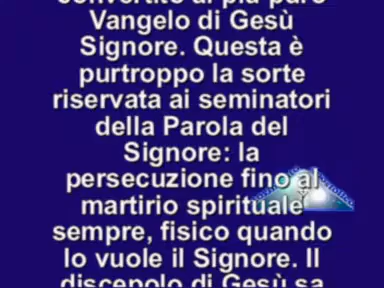 convertito al più puro
Vangelo di Gesù
Signore. Questa è
purtroppo la sorte
riservata ai seminatori
della Parola del
Signore: la
persecuzione fino al
martirio spirituale
sempre, fisico quando
lo vuole il Signore. Il
discepolo di Gesù sa